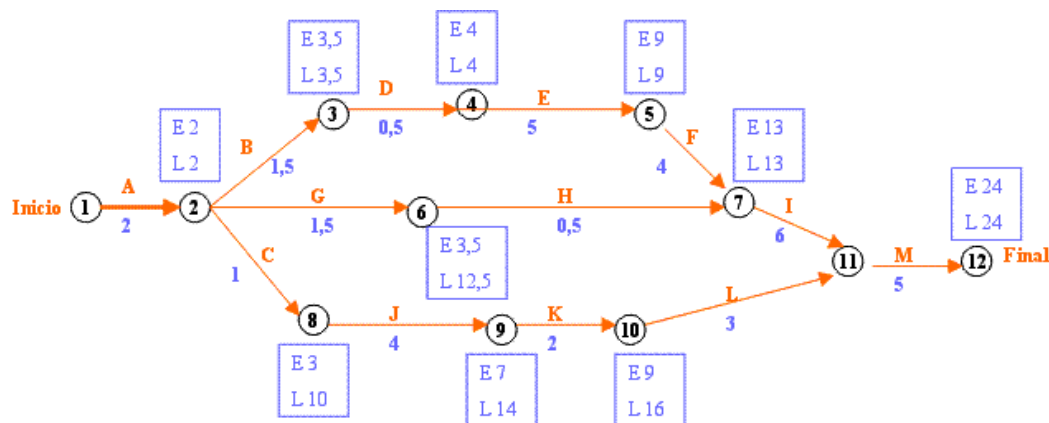 E 3,5
L 3,5
E 4
L 4
E 9
L 9
D
3
0,5
4
E
5
5
E 2
L 2
B
1,5
F
4
E 13
L 13
Inicio
1
A
2
2
G
1,5
6
H
0,5
7
I
6
E 24
L 24
E 3,5
L 12,5
C
1
11
M
5
12
Final
8
J
4
9
K
2
10
L
3
E 3
L 10
E 7
L 14
E 9
L 16